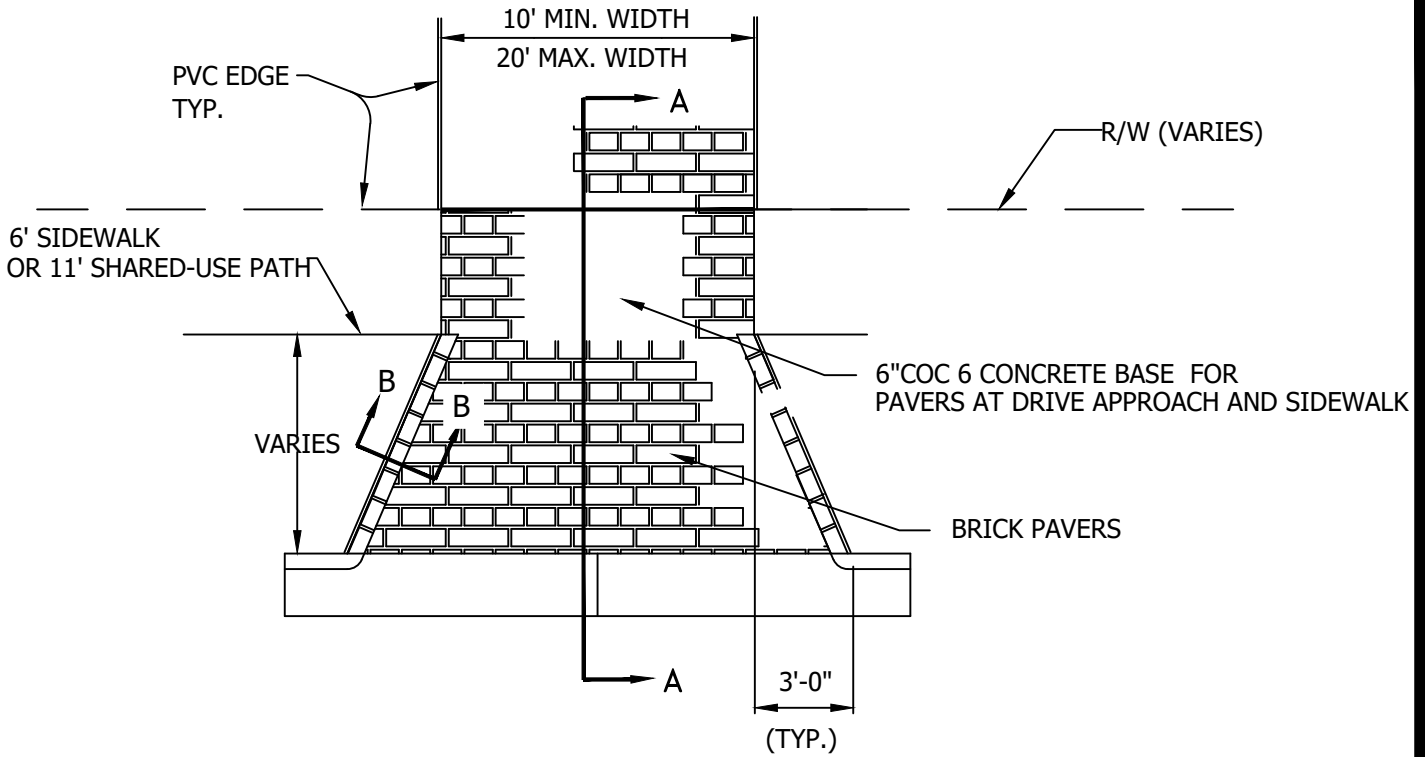 10' MIN. WIDTH
20' MAX. WIDTH
PVC EDGE
TYP.
A
R/W (VARIES)
6' SIDEWALK
OR 11' SHARED-USE PATH
6"COC 6 CONCRETE BASE FOR
PAVERS AT DRIVE APPROACH AND SIDEWALK
B
B
VARIES
BRICK PAVERS
A
3'-0"
(TYP.)